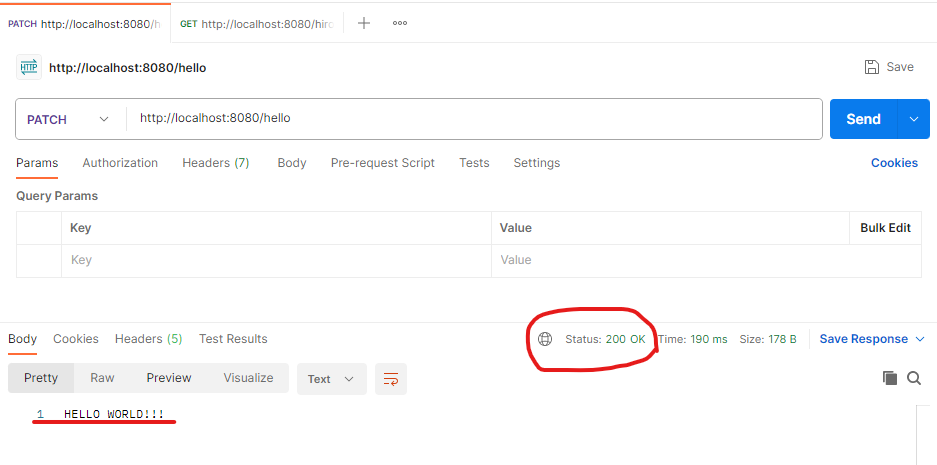 PATCH http://localhost:8080/h GET http://localhost:8080/hiro
HTTP http://localhost:8080/hello Save
PATCH http://localhost:8080/hello Send
Params Authorization Headers (7) Body Pre-request Script Tests Settings Cookies
Query Params
Key Value Bulk Edit
Key Value
Body Cookies Headers (5) Test Results Status: 200 OK Time: 190 ms Size: 178 B Save Response
Pretty Raw Preview Visualize Text
1 HELLO WORLD!!!